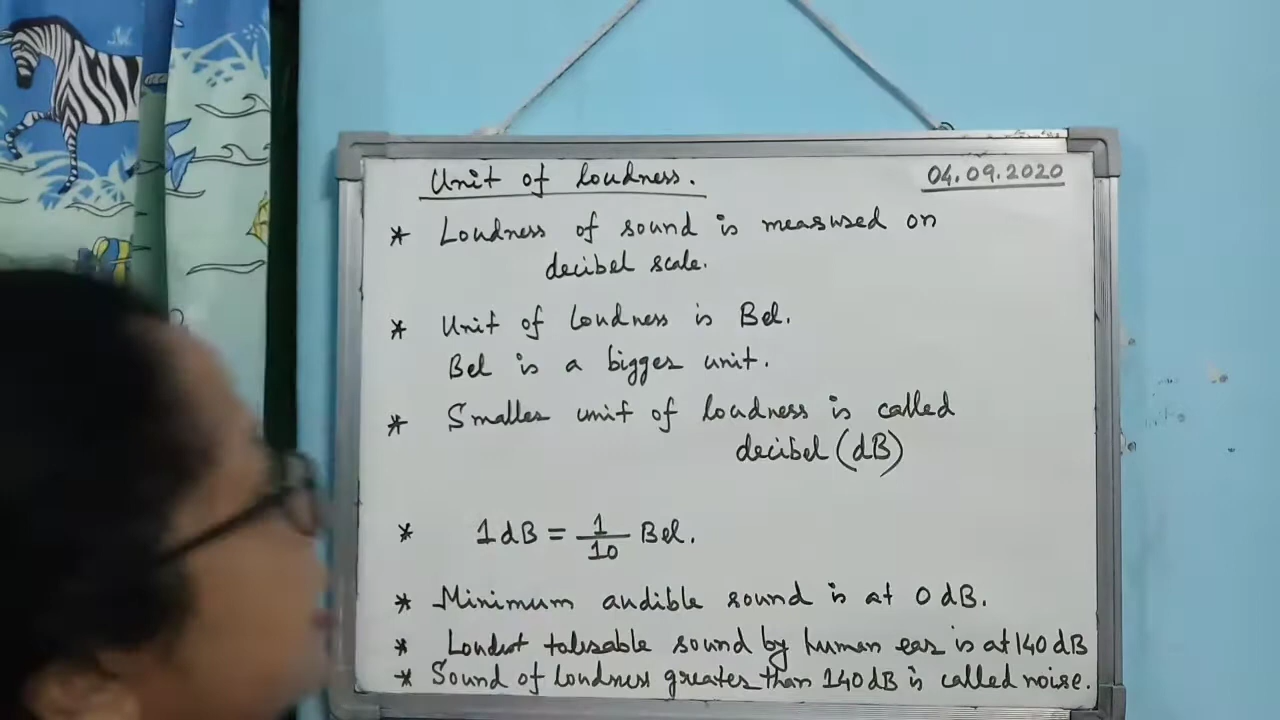 Unit of loudness.
04.09.2020
* Loudness of sound is measured on
decibel scale.
* Unit of loudness is Bel.
Bel is a bigger unit.
* Smaller unit of loudness is called
decibel (dB)
* 1 dB = 1/10 Bel.
* Minimum audible sound is at 0 dB.
* Loudest tolerable sound by human ear is at 140 dB
* Sound of loudness greater than 140 dB is called noise.